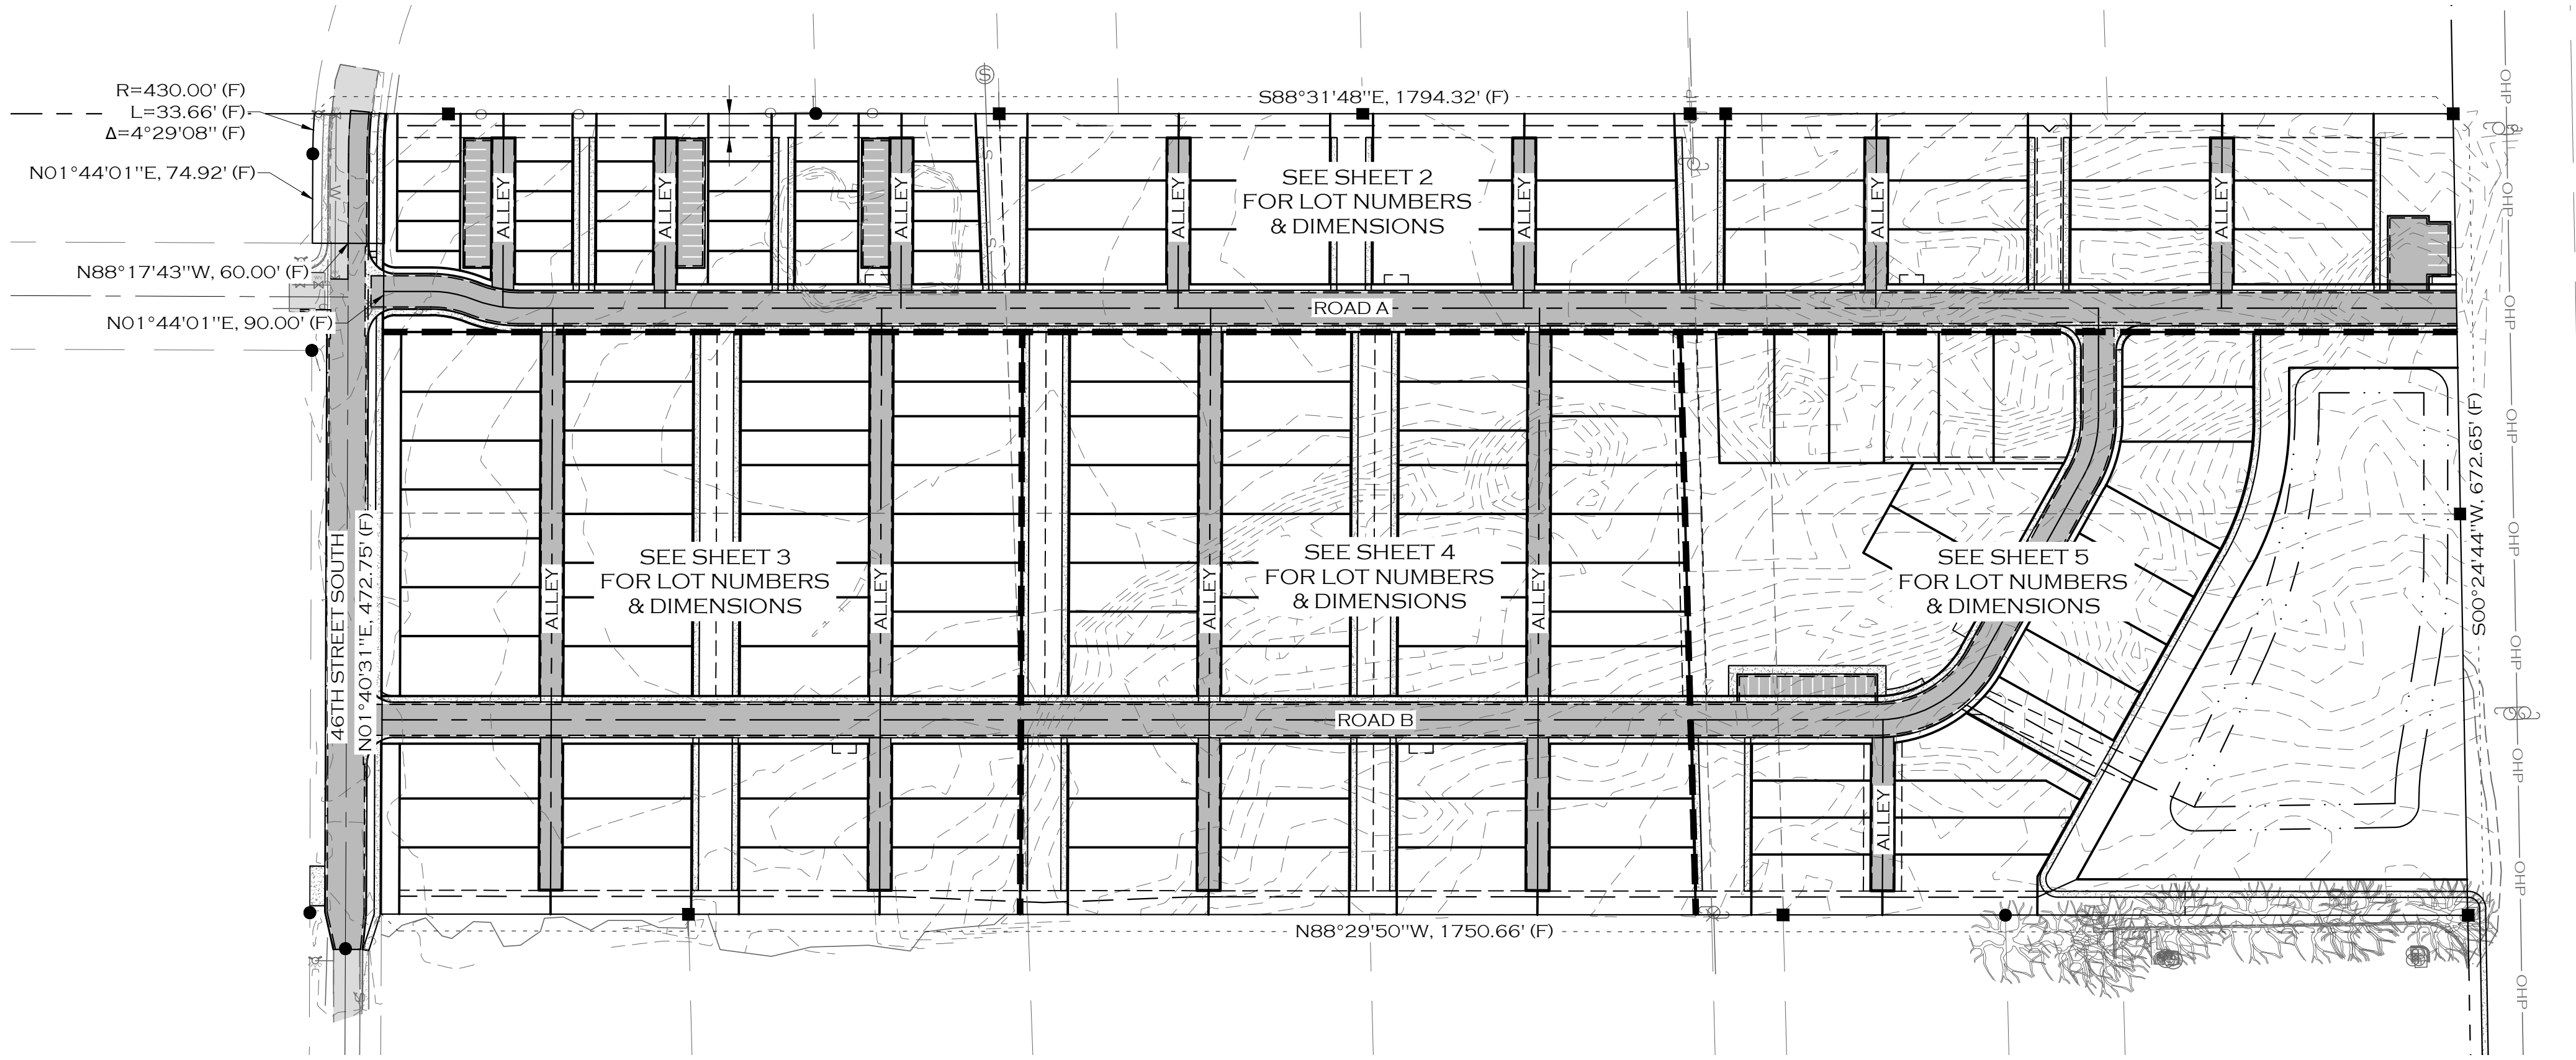 R=430.00' (F)
L=33.66' (F)
Δ=4°29'08" (F)
N01°44'01"E, 74.92' (F)
N88°17'43"W, 60.00' (F)
N01°44'01"E, 90.00' (F)
S88°31'48"E, 1794.32' (F)
S
S
S
W
OHP
ALLEY
ALLEY
ALLEY
ALLEY
ALLEY
ALLEY
ALLEY
SEE SHEET 2
FOR LOT NUMBERS
& DIMENSIONS
OHP
OHP
OHP
OHP
OHP
OHP
OHP
OHP
ROAD A
46TH STREET SOUTH
N01°40'31"E, 472.75' (F)
ALLEY
SEE SHEET 3
FOR LOT NUMBERS
& DIMENSIONS
ALLEY
ALLEY
SEE SHEET 4
FOR LOT NUMBERS
& DIMENSIONS
ALLEY
SEE SHEET 5
FOR LOT NUMBERS
& DIMENSIONS
S00°24'44"W, 672.65' (F)
ROAD B
ALLEY
N88°29'50"W, 1750.66' (F)
S